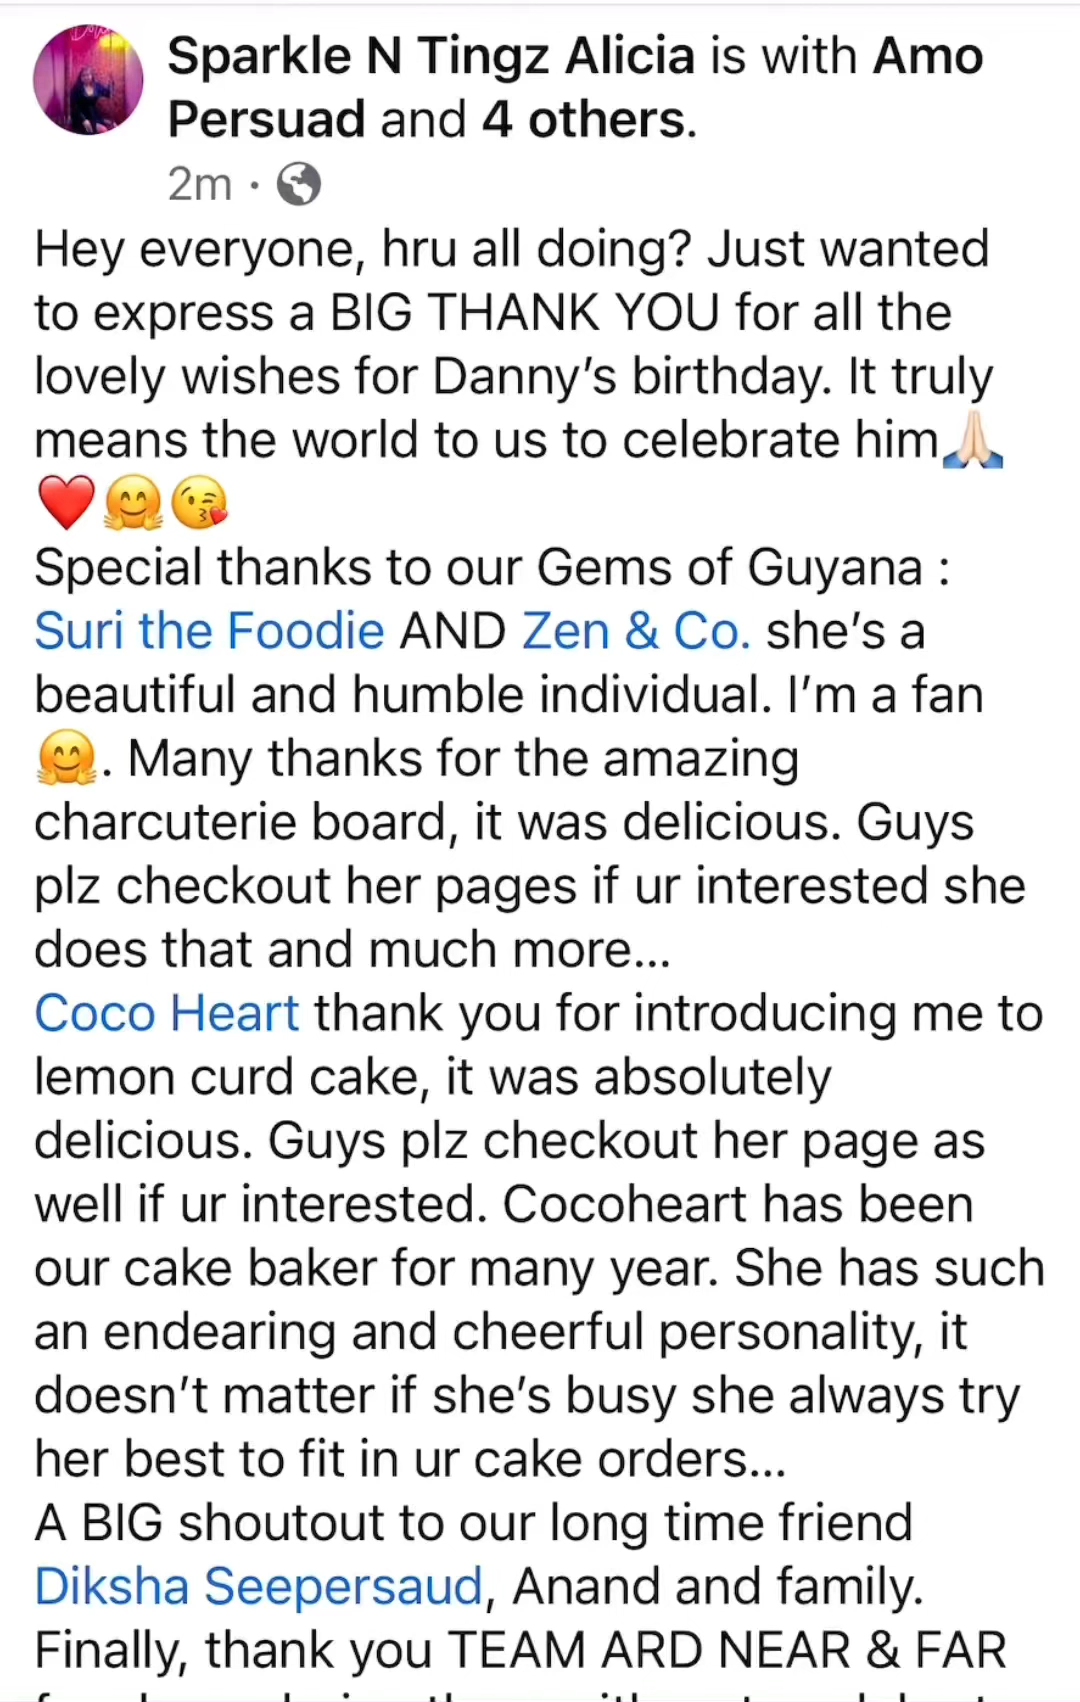 Sparkle N Tingz Alicia is with Amo
Persuad and 4 others.
2m ·
Hey everyone, hru all doing? Just wanted
to express a BIG THANK YOU for all the
lovely wishes for Danny’s birthday. It truly
means the world to us to celebrate him🙏🏻
❤️🤗😘
Special thanks to our Gems of Guyana :
Suri the Foodie AND Zen & Co. she’s a
beautiful and humble individual. I’m a fan
🤗. Many thanks for the amazing
charcuterie board, it was delicious. Guys
plz checkout her pages if ur interested she
does that and much more...
Coco Heart thank you for introducing me to
lemon curd cake, it was absolutely
delicious. Guys plz checkout her page as
well if ur interested. Cocoheart has been
our cake baker for many year. She has such
an endearing and cheerful personality, it
doesn’t matter if she’s busy she always try
her best to fit in ur cake orders...
A BIG shoutout to our long time friend
Diksha Seepersaud, Anand and family.
Finally, thank you TEAM ARD NEAR & FAR